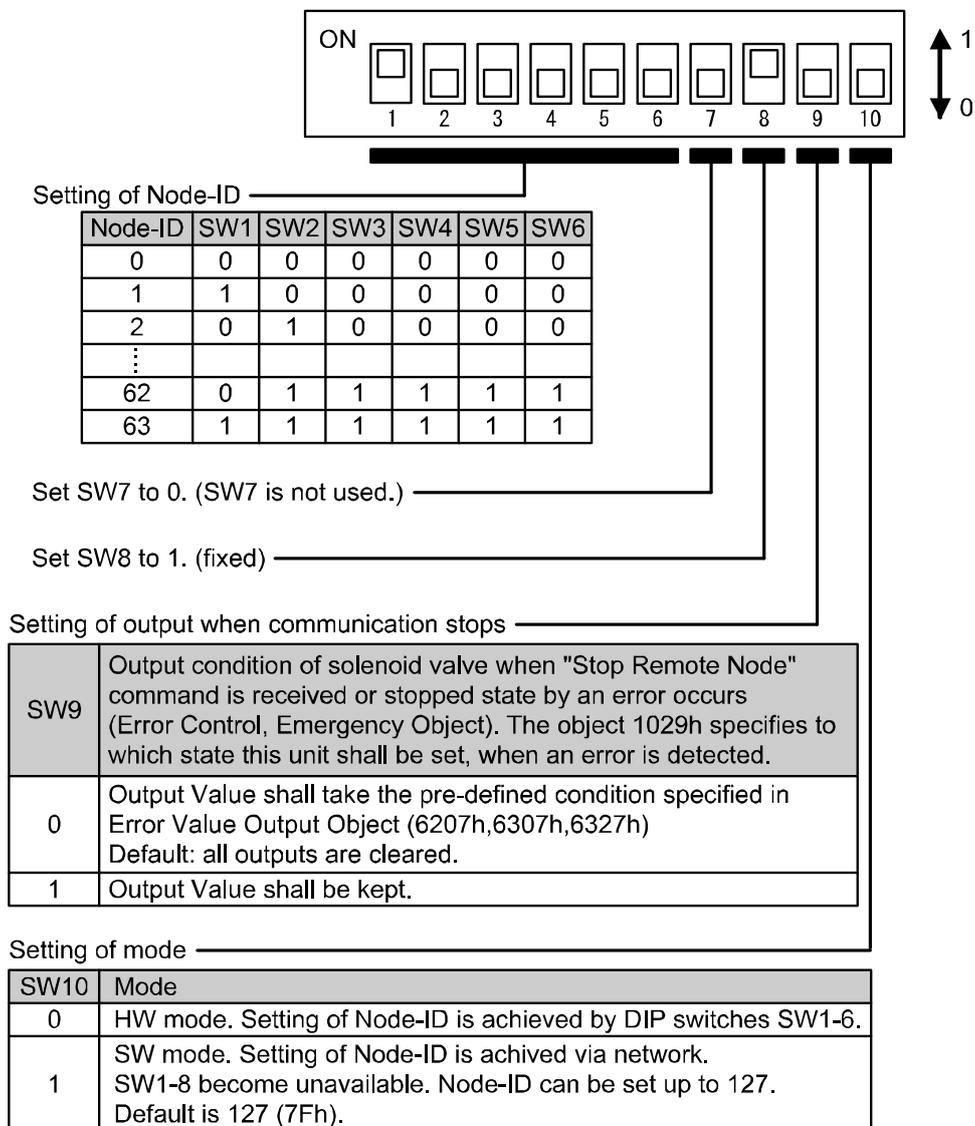 ON
1
0
1 2 3 4 5 6 7 8 9 10
Setting of Node-ID
Node-ID SW1 SW2 SW3 SW4 SW5 SW6
0 0 0 0 0 0 0
1 1 0 0 0 0 0
2 0 1 0 0 0 0
62 0 1 1 1 1 1
63 1 1 1 1 1 1
Set SW7 to 0. (SW7 is not used.)
Set SW8 to 1. (fixed)
Setting of output when communication stops
SW9
Output condition of solenoid valve when "Stop Remote Node"
command is received or stopped state by an error occurs
(Error Control, Emergency Object). The object 1029h specifies to
which state this unit shall be set, when an error is detected.
0
Output Value shall take the pre-defined condition specified in
Error Value Output Object (6207h,6307h,6327h)
Default: all outputs are cleared.
1 Output Value shall be kept.
Setting of mode
SW10 Mode
0 HW mode. Setting of Node-ID is achieved by DIP switches SW1-6.
1
SW mode. Setting of Node-ID is achived via network.
SW1-8 become unavailable. Node-ID can be set up to 127.
Default is 127 (7Fh).